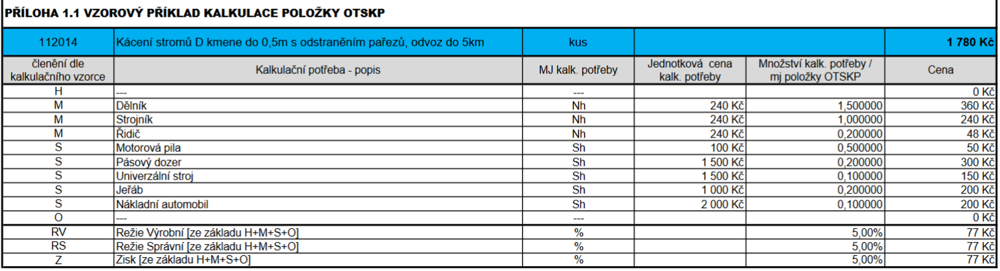 PŘÍLOHA 1.1 VZOROVÝ PŘÍKLAD KALKULACE POLOŽKY OTSKP
112014 Kácení stromů D kmene do 0,5m s odstraněním pařezů, odvoz do 5km kus 1 780 Kč
členění dle kalkulačního vzorce Kalkulační potřeba - popis MJ kalk. potřeby Jednotková cena kalk. potřeby Množství kalk. potřeby / mj položky OTSKP Cena
H --- --- 0 Kč
M Dělník Nh 240 Kč 1,500000 360 Kč
M Strojník Nh 240 Kč 1,000000 240 Kč
M Řidič Nh 240 Kč 0,200000 48 Kč
S Motorová pila Sh 100 Kč 0,500000 50 Kč
S Pásový dozer Sh 1 500 Kč 0,200000 300 Kč
S Univerzální stroj Sh 1 500 Kč 0,100000 150 Kč
S Jeřáb Sh 1 000 Kč 0,200000 200 Kč
S Nákladní automobil Sh 2 000 Kč 0,100000 200 Kč
O --- --- 0 Kč
RV Režie Výrobní [ze základu H+M+S+O] % 5,00% 77 Kč
RS Režie Správní [ze základu H+M+S+O] % 5,00% 77 Kč
Z Zisk [ze základu H+M+S+O] % 5,00% 77 Kč